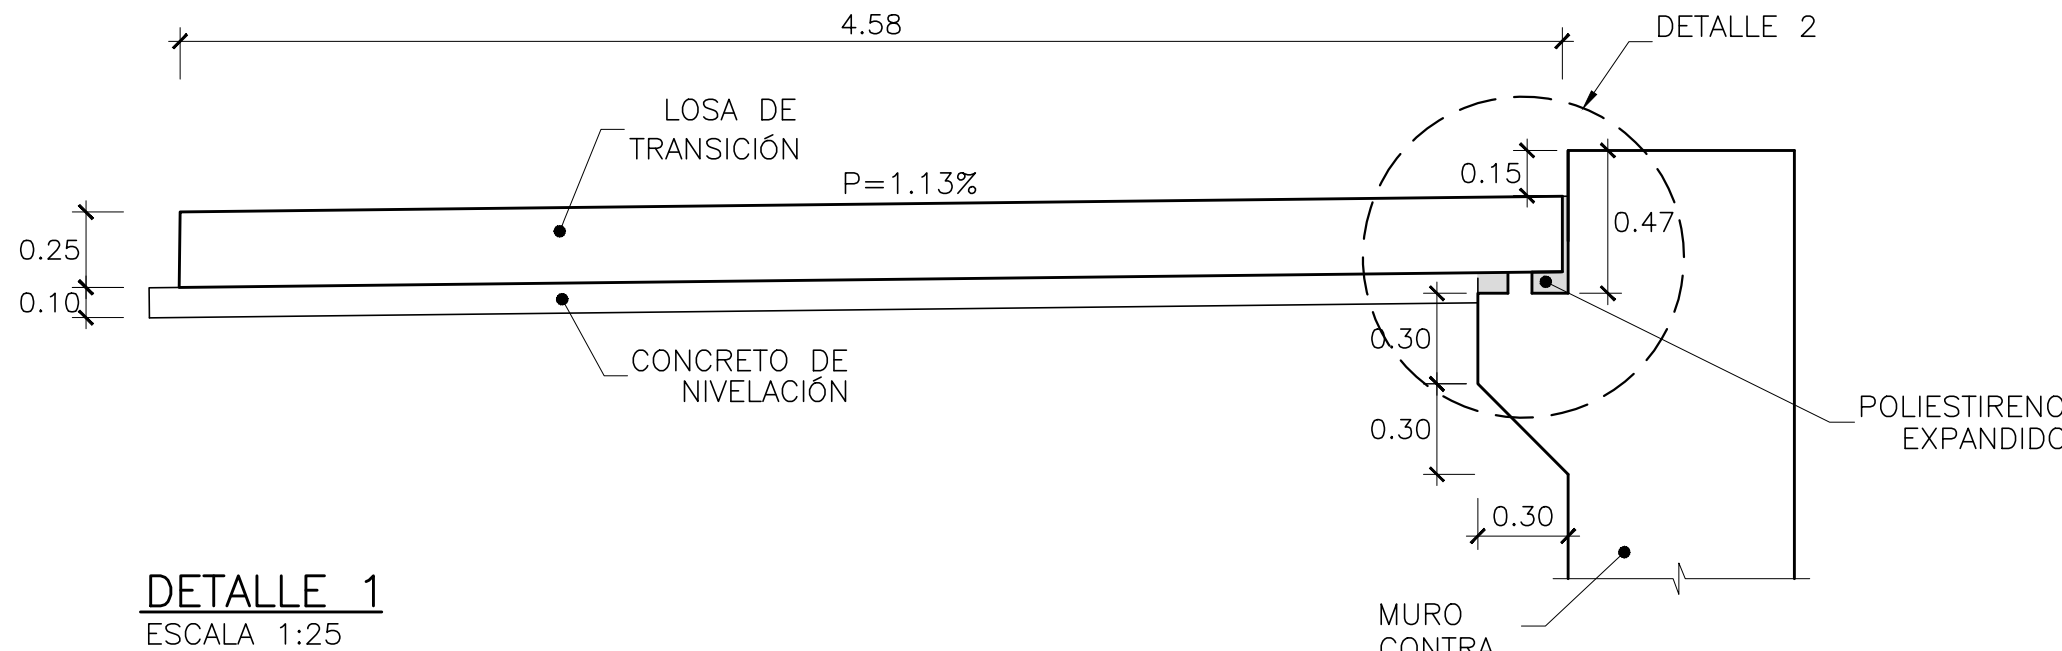 4.58
DETALLE 2
LOSA DE
TRANSICIÓN
P=1.13%
0.15
0.47
0.25
0.10
0.30
CONCRETO DE
NIVELACIÓN
0.30
POLIESTIRENO
EXPANDIDO
0.30
DETALLE 1
ESCALA 1:25
MURO
CONTRA